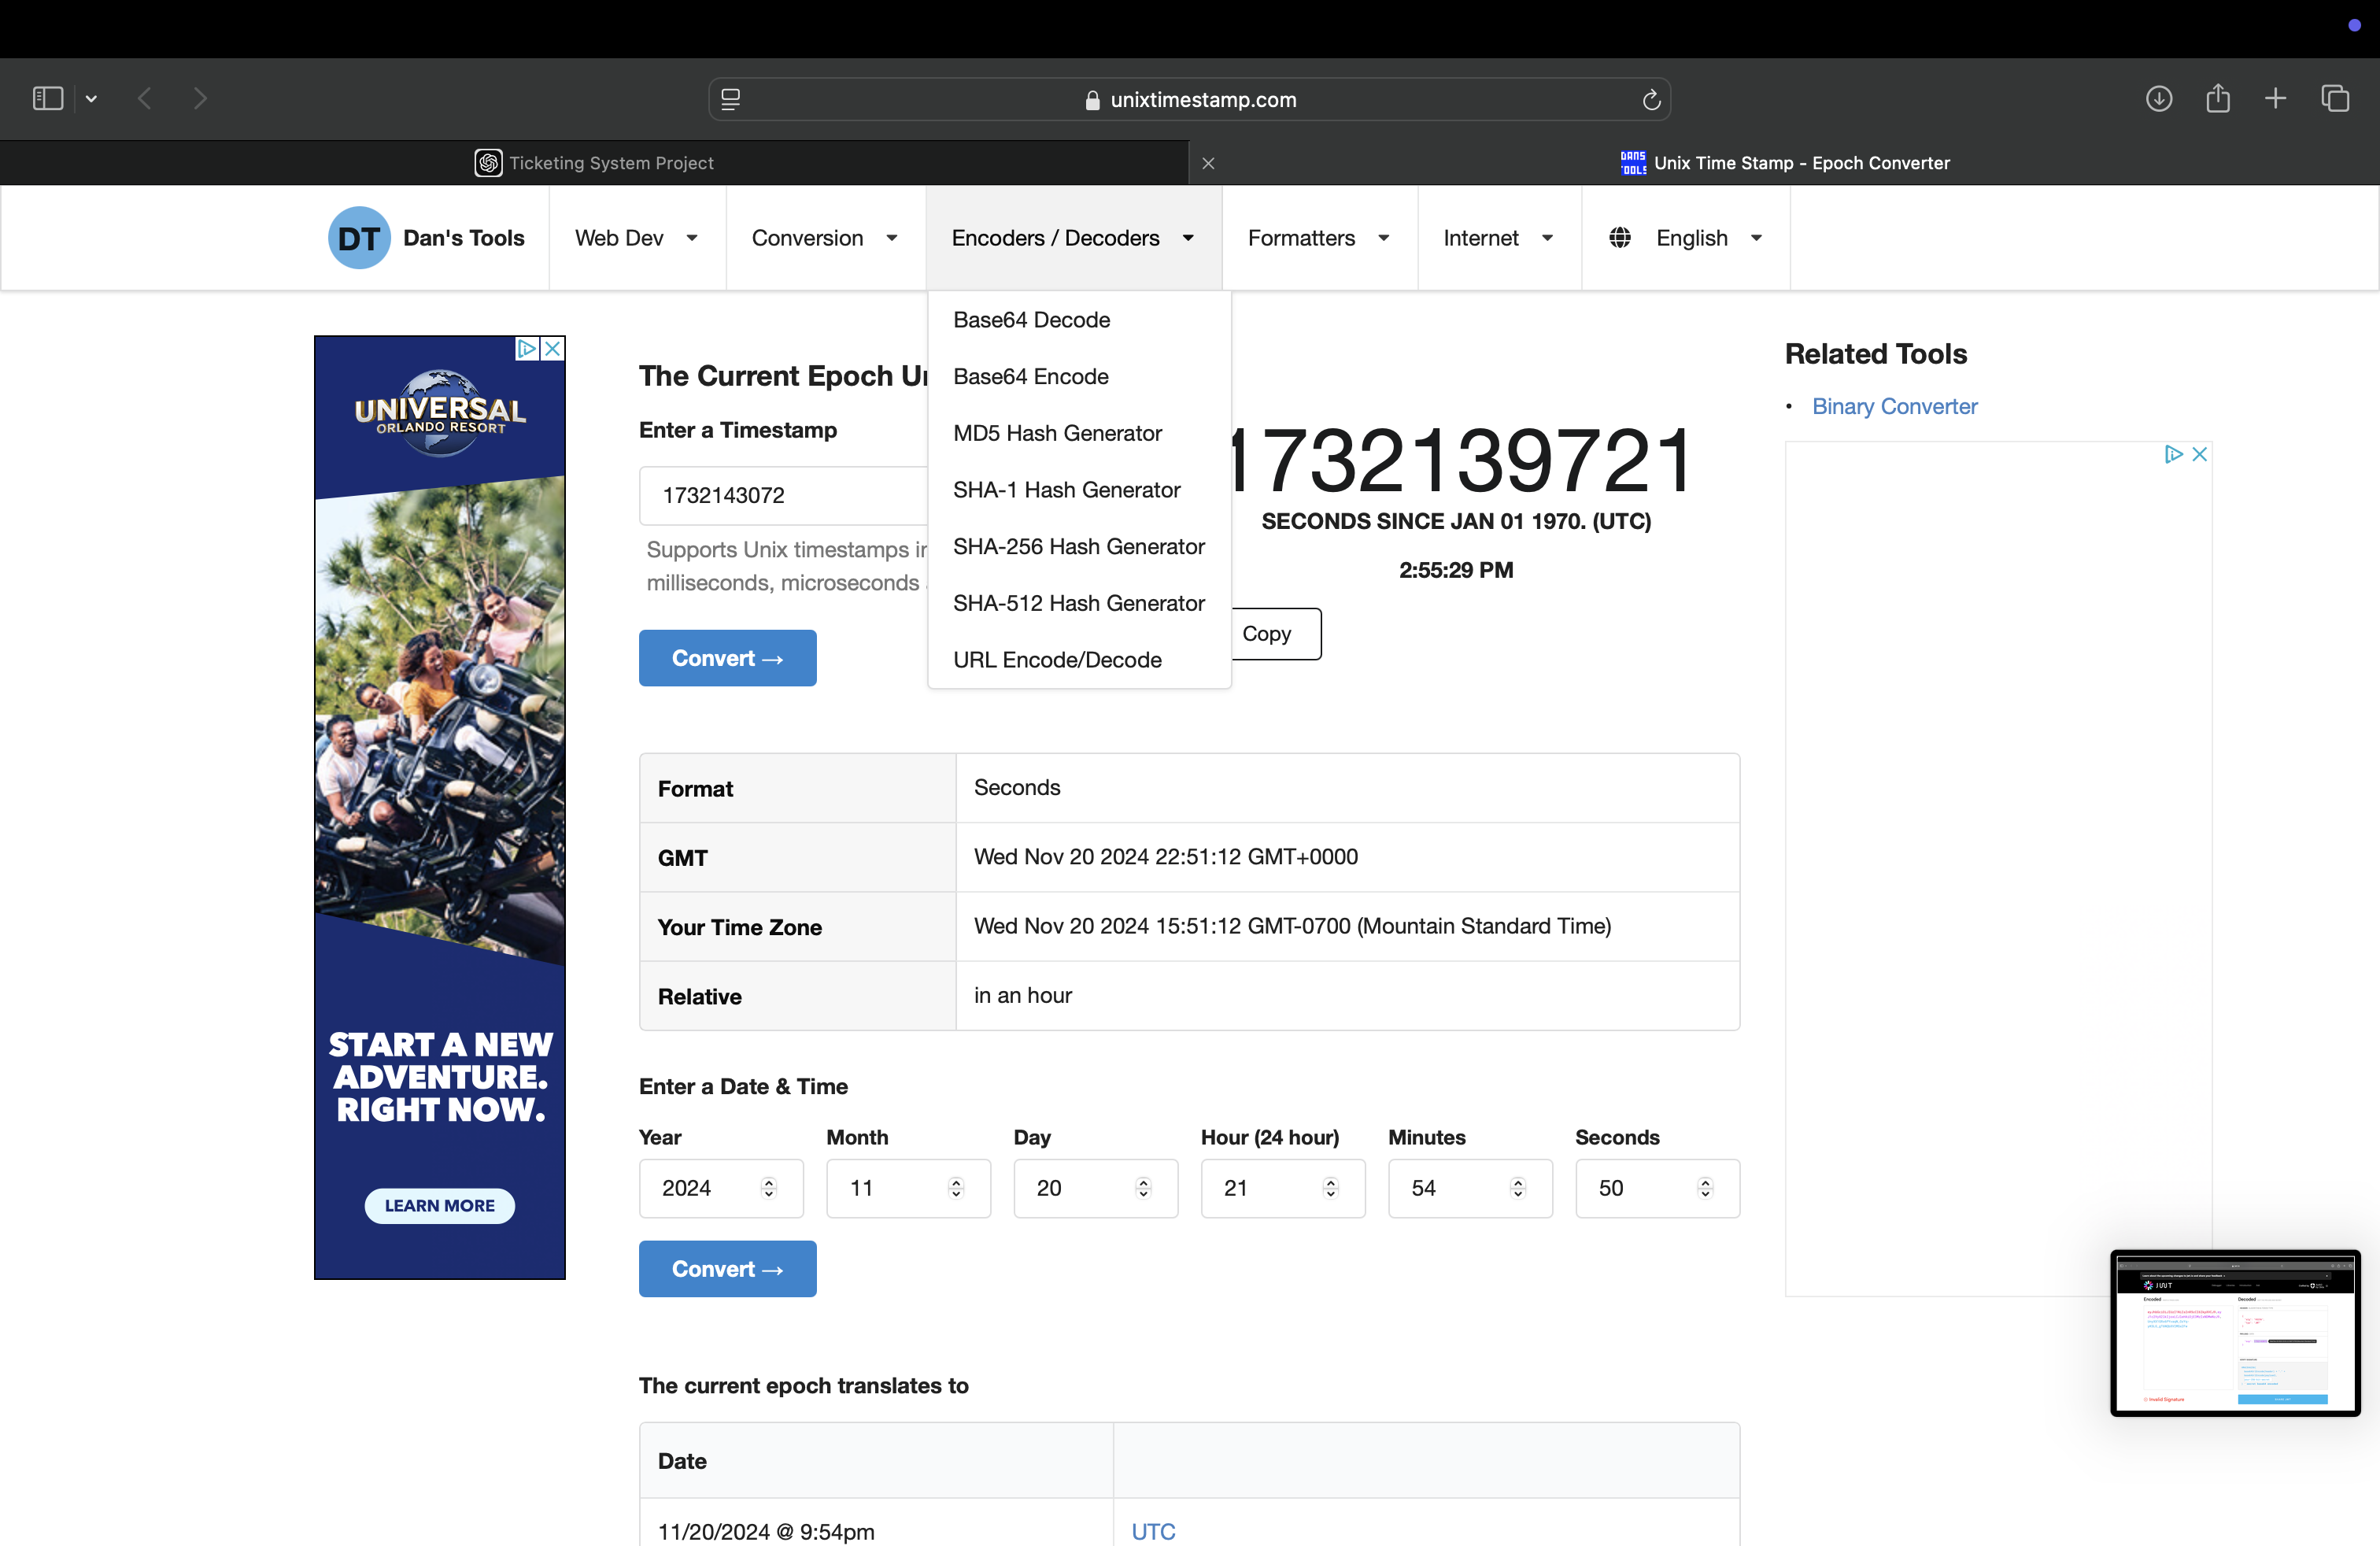 unixtimestamp.com
Ticketing System Project
DANS TOOLS
Unix Time Stamp - Epoch Converter
DT
Dan's Tools
Web Dev
Conversion
Encoders / Decoders
Formatters
Internet
English
Base64 Decode
Base64 Encode
MD5 Hash Generator
SHA-1 Hash Generator
SHA-256 Hash Generator
SHA-512 Hash Generator
URL Encode/Decode
UNIVERSAL
ORLANDO RESORT
START A NEW
ADVENTURE.
RIGHT NOW.
LEARN MORE
The Current Epoch
Enter a Timestamp
1732143072
Supports Unix timestamps
milliseconds, microseconds
Convert →
1732139721
SECONDS SINCE JAN 01 1970. (UTC)
2:55:29 PM
Copy
Related Tools
• Binary Converter
Format Seconds
GMT Wed Nov 20 2024 22:51:12 GMT+0000
Your Time Zone Wed Nov 20 2024 15:51:12 GMT-0700 (Mountain Standard Time)
Relative in an hour
Enter a Date & Time
Year Month Day Hour (24 hour) Minutes Seconds
2024 11 20 21 54 50
Convert →
The current epoch translates to
Date
11/20/2024 @ 9:54pm UTC
JWT
Encoded
Decoded
Invalid Signature